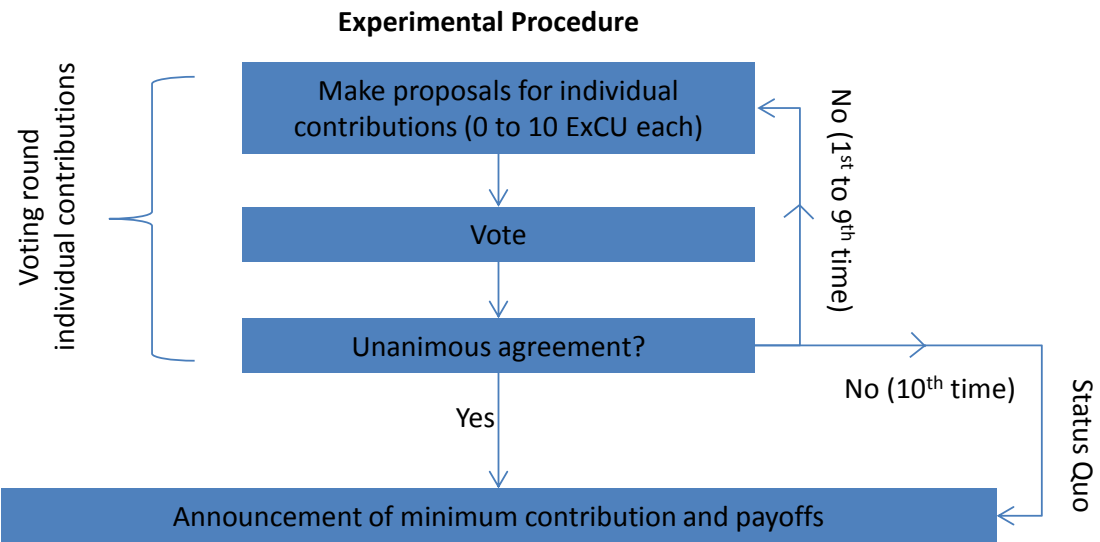 Experimental Procedure
Voting round
individual contributions
Make proposals for individual
contributions (0 to 10 ExCU each)
No (1st
to 9th
time)
Vote
Unanimous agreement?
No (10th time)
Yes
Status Quo
Announcement of minimum contribution and payoffs